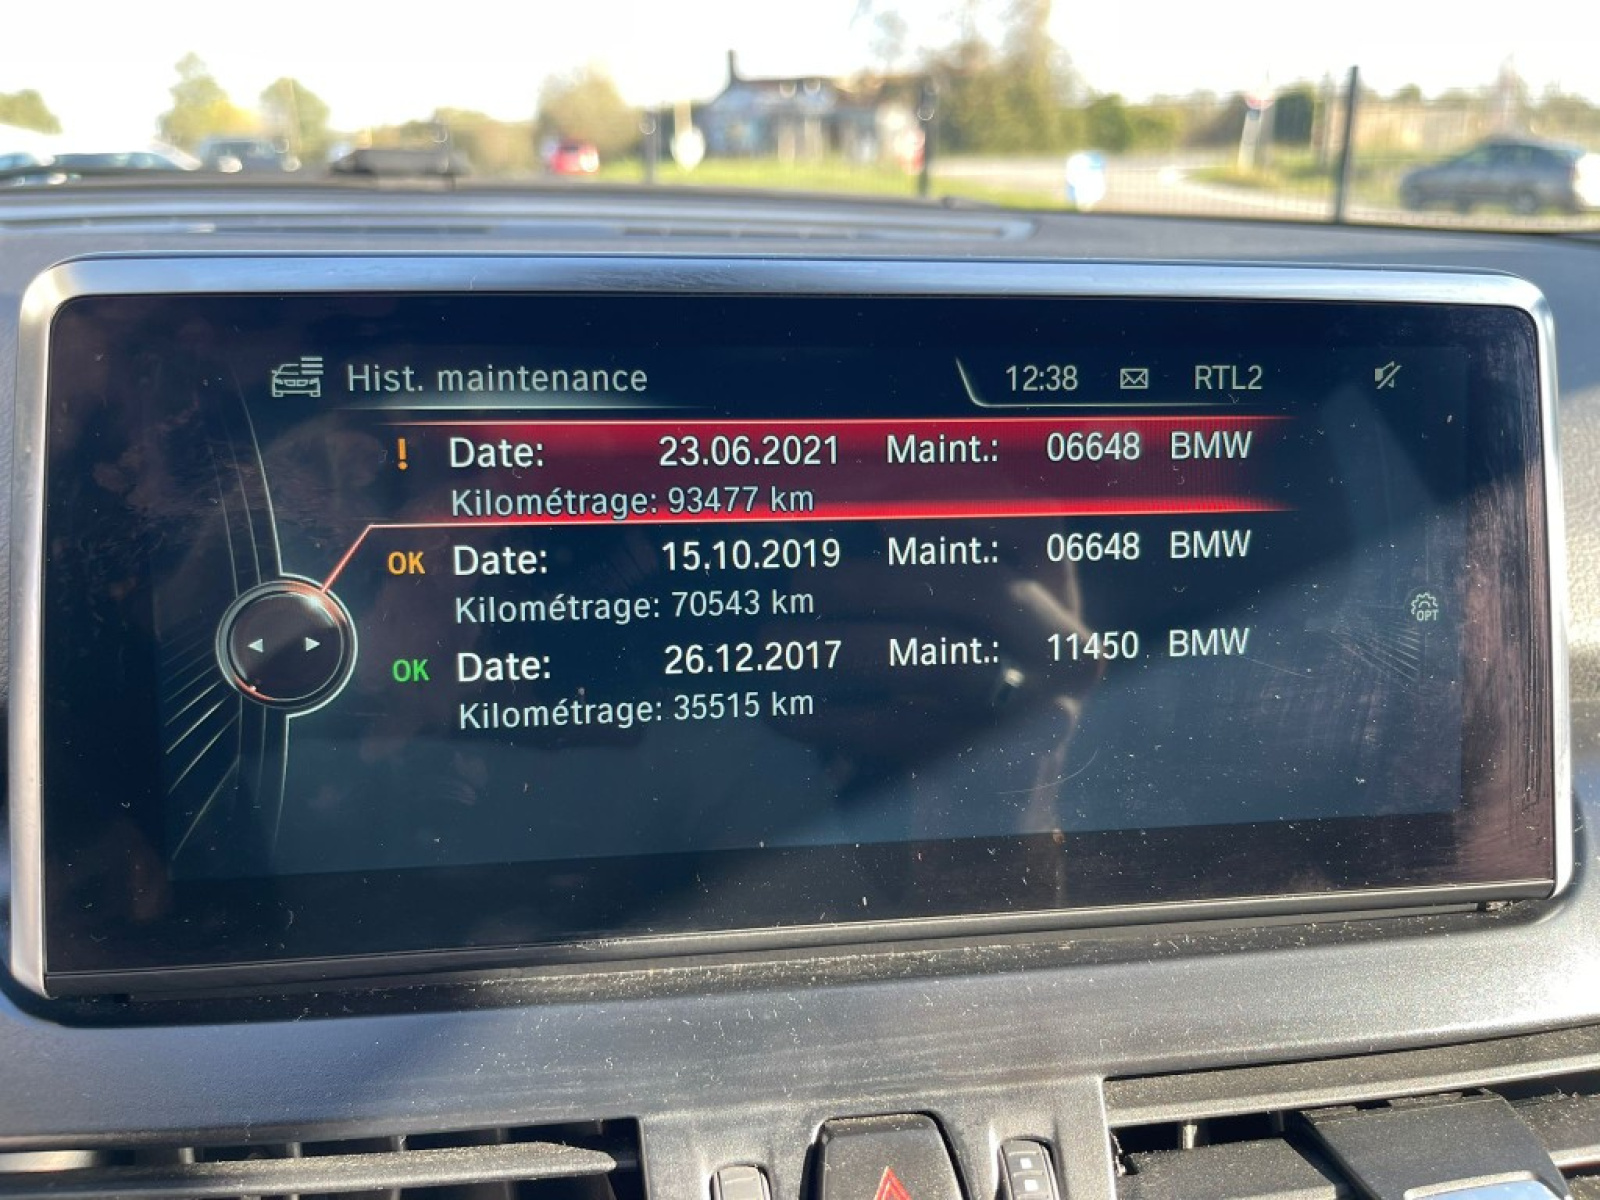 Hist. maintenance 12:38 RTL2
! Date: 23.06.2021 Maint.: 06648 BMW
Kilométrage: 93477 km
OK Date: 15.10.2019 Maint.: 06648 BMW
Kilométrage: 70543 km
OPT
OK Date: 26.12.2017 Maint.: 11450 BMW
Kilométrage: 35515 km